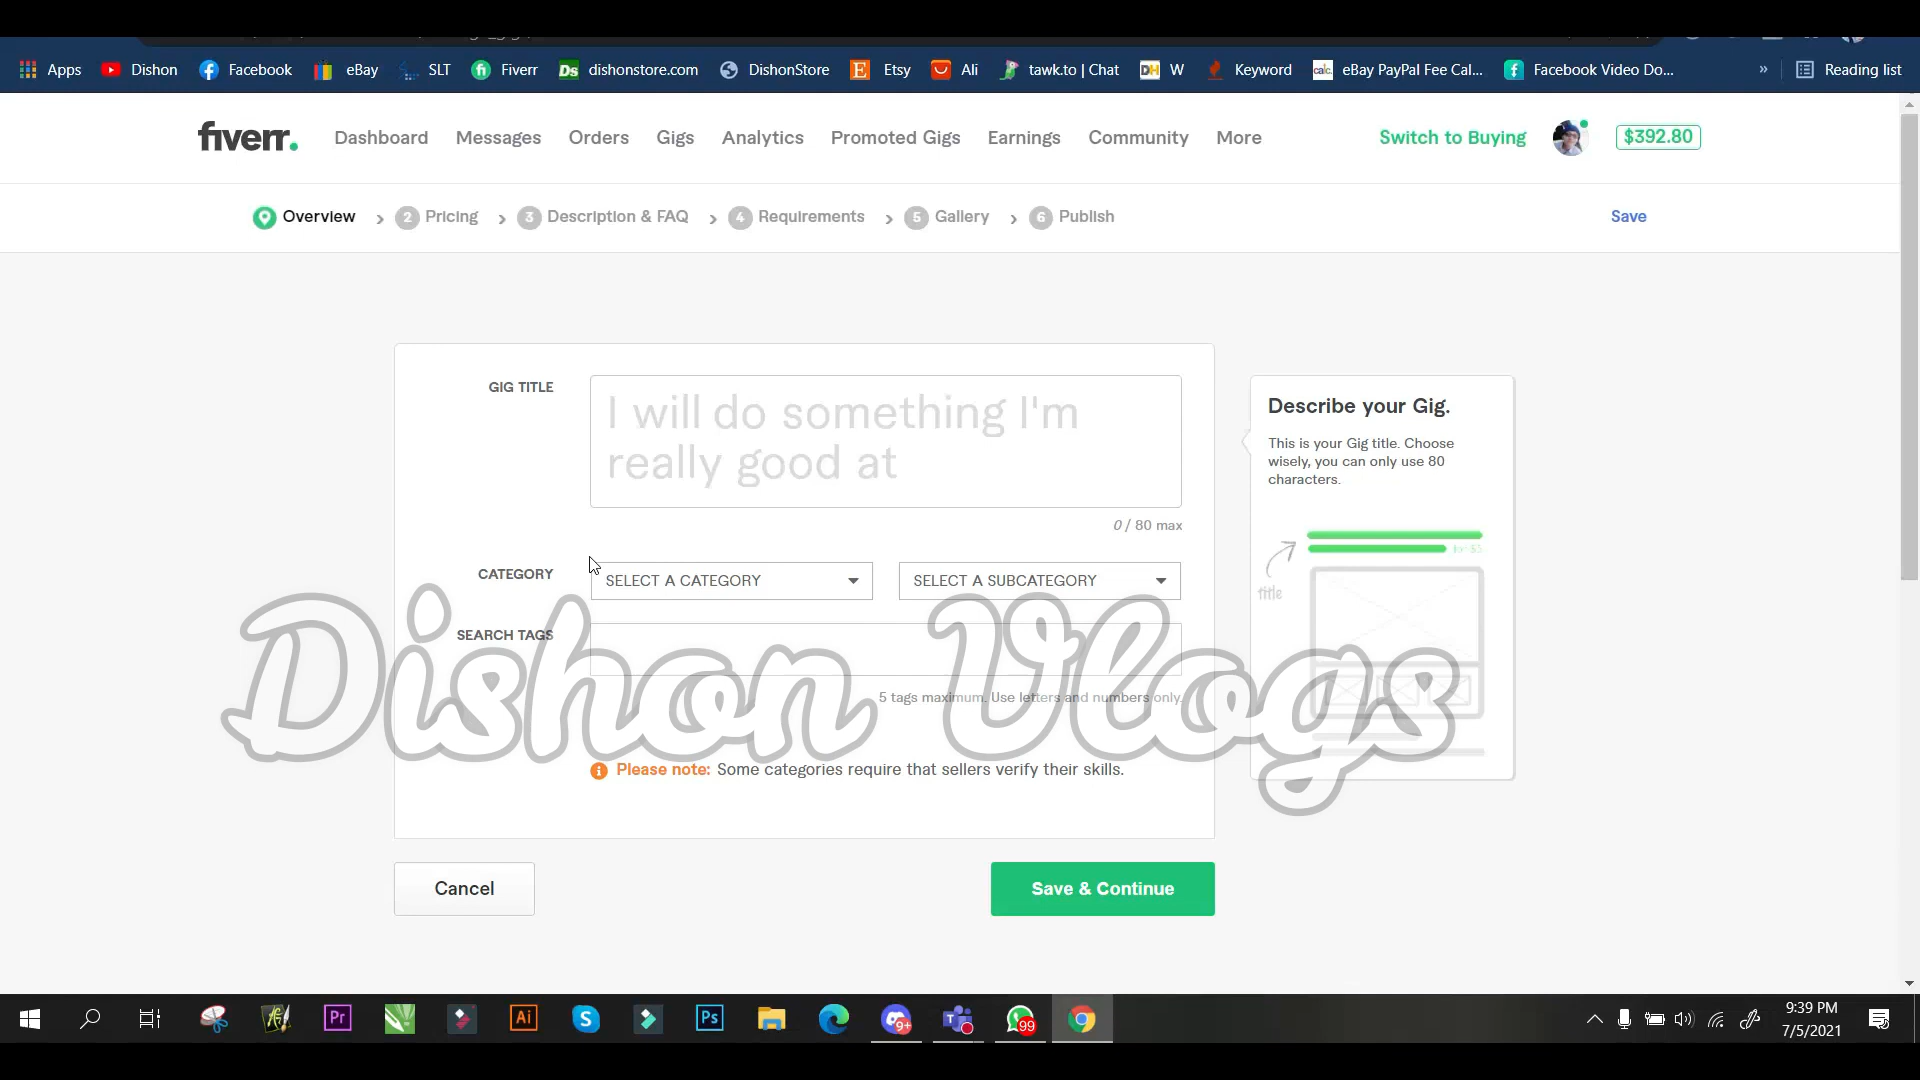 Apps Dishon Facebook eBay SLT Fiverr dishonstore.com DishonStore Etsy Ali tawk.to | Chat W Keyword eBay PayPal Fee Cal... Facebook Video Do... » Reading list
fiverr. Dashboard Messages Orders Gigs Analytics Promoted Gigs Earnings Community More Switch to Buying $392.80
Overview > 2 Pricing > 3 Description & FAQ > 4 Requirements > 5 Gallery > 6 Publish Save
GIG TITLE
I will do something I'm
really good at
0 / 80 max
CATEGORY SELECT A CATEGORY SELECT A SUBCATEGORY
SEARCH TAGS
5 tags maximum. Use letters and numbers only.
Please note: Some categories require that sellers verify their skills.
Cancel Save & Continue
Describe your Gig.
This is your Gig title. Choose
wisely, you can only use 80
characters.
title
Dishon Vlogs
9+ 99
9:39 PM
7/5/2021